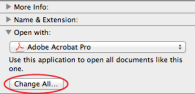 More Info:
Name & Extension:
Open with:
Adobe Acrobat Pro
Use this application to open all documents like this
one.
Change All...